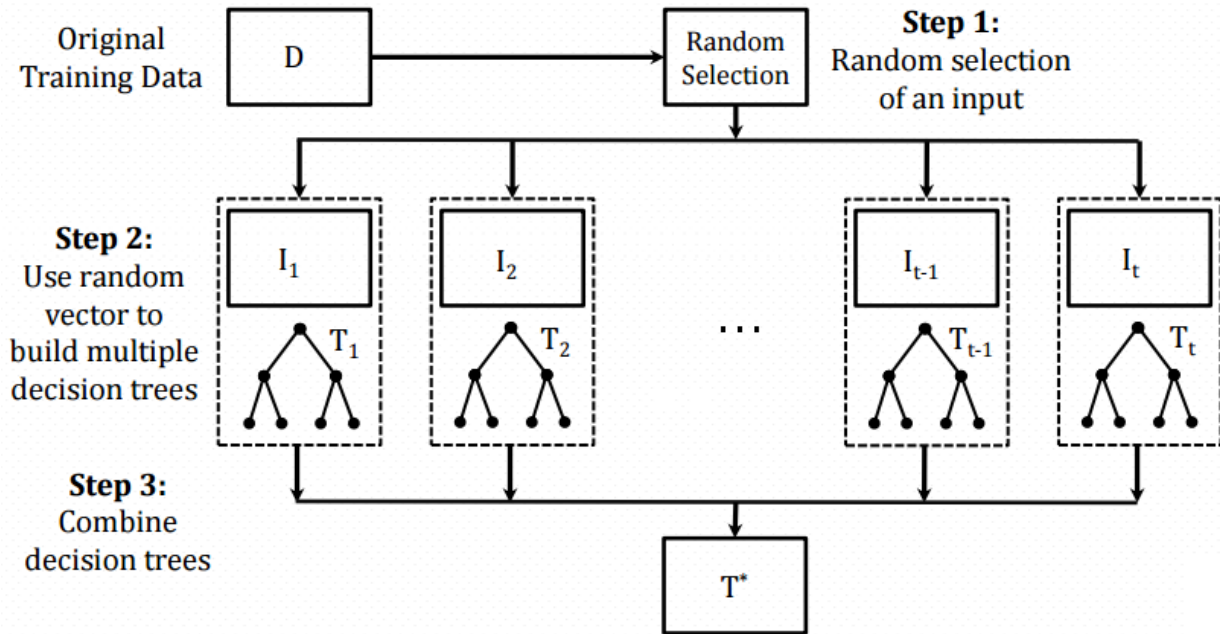 Original
Training Data
D
Random
Selection
Step 1:
Random selection
of an input
Step 2:
Use random
vector to
build multiple
decision trees
I₁
I₂
Iₜ₋₁
Iₜ
T₁
T₂
...
Tₜ₋₁
Tₜ
Step 3:
Combine
decision trees
T*